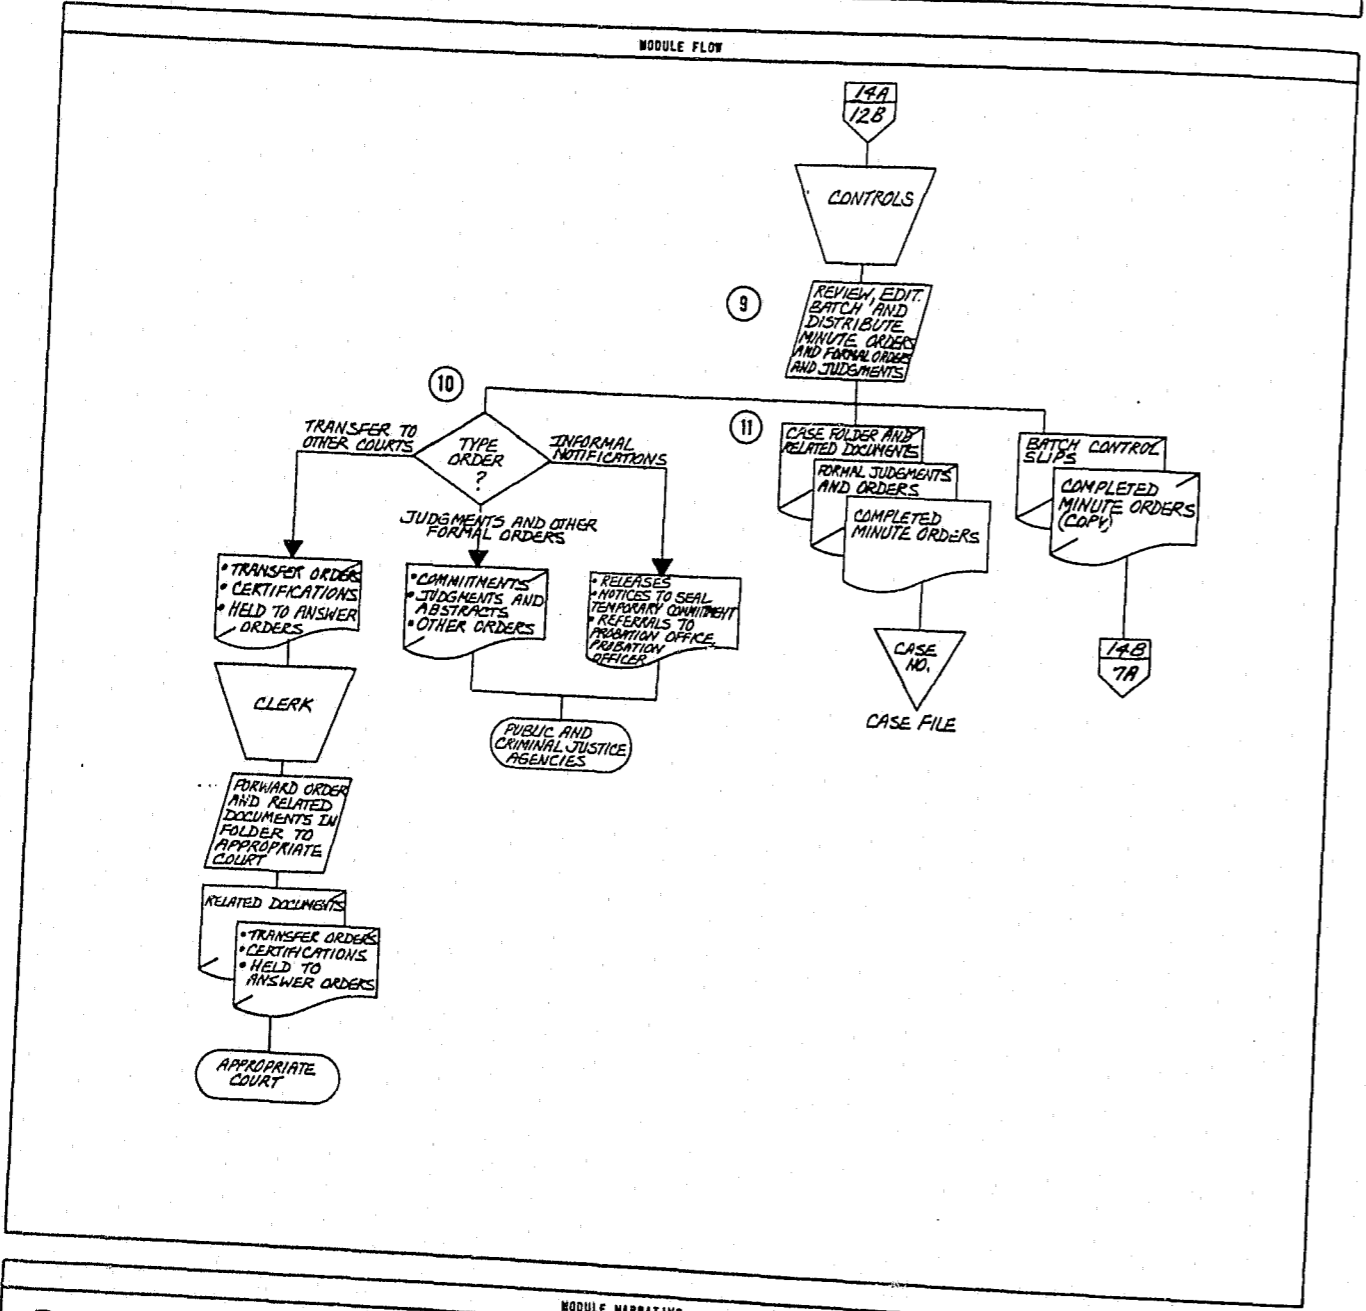 MODULE FLOW
14A
12B
CONTROLS
9
REVIEW, EDIT.
BATCH AND
DISTRIBUTE
MINUTE ORDERS
AND FORMAL ORDERS
AND JUDGMENTS
10
TRANSFER TO
OTHER COURTS
TYPE
ORDER
?
INFORMAL
NOTIFICATIONS
JUDGMENTS AND OTHER
FORMAL ORDERS
11
CASE FOLDER AND
RELATED DOCUMENTS
FORMAL JUDGMENTS
AND ORDERS
COMPLETED
MINUTE ORDERS
BATCH CONTROL
SLIPS
COMPLETED
MINUTE ORDERS
(COPY)
• TRANSFER ORDERS
• CERTIFICATIONS
• HELD TO ANSWER
ORDERS
• COMMITMENTS
• JUDGMENTS AND
ABSTRACTS
• OTHER ORDERS
• RELEASES
• NOTICES TO SEAL
TEMPORARY COMMITMENT
• REFERRALS TO
PROBATION OFFICE,
PROBATION
OFFICER
CASE
NO.
CASE FILE
14B
7A
CLERK
PUBLIC AND
CRIMINAL JUSTICE
AGENCIES
FORWARD ORDER
AND RELATED
DOCUMENTS IN
FOLDER TO
APPROPRIATE
COURT
RELATED DOCUMENTS
• TRANSFER ORDERS
• CERTIFICATIONS
• HELD TO
ANSWER ORDERS
APPROPRIATE
COURT
MODULE NARRATIVE